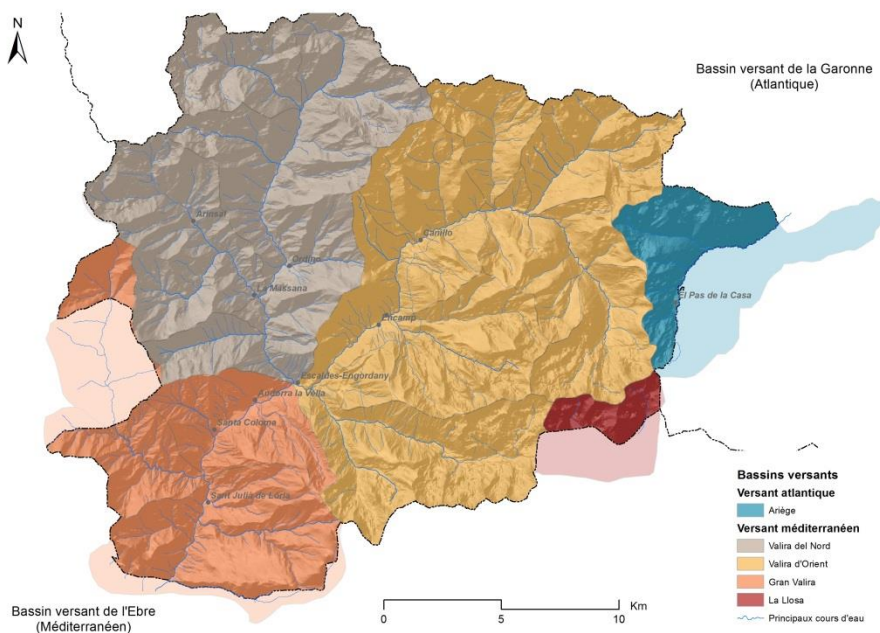 N
Bassin versant de la Garonne
(Atlantique)
Arinsal
Canillo
Ordino
La Massana
El Pas de la Casa
Encamp
Escaldes-Engordany
Andorra la Vella
Santa Coloma
Sant Julià de Lòria
Bassins versants
Versant atlantique
Ariège
Versant méditerranéen
Valira del Nord
Valira d'Orient
Gran Valira
La Llosa
Principaux cours d'eau
Bassin versant de l'Ebre
(Méditerranéen)
0 5 10 Km